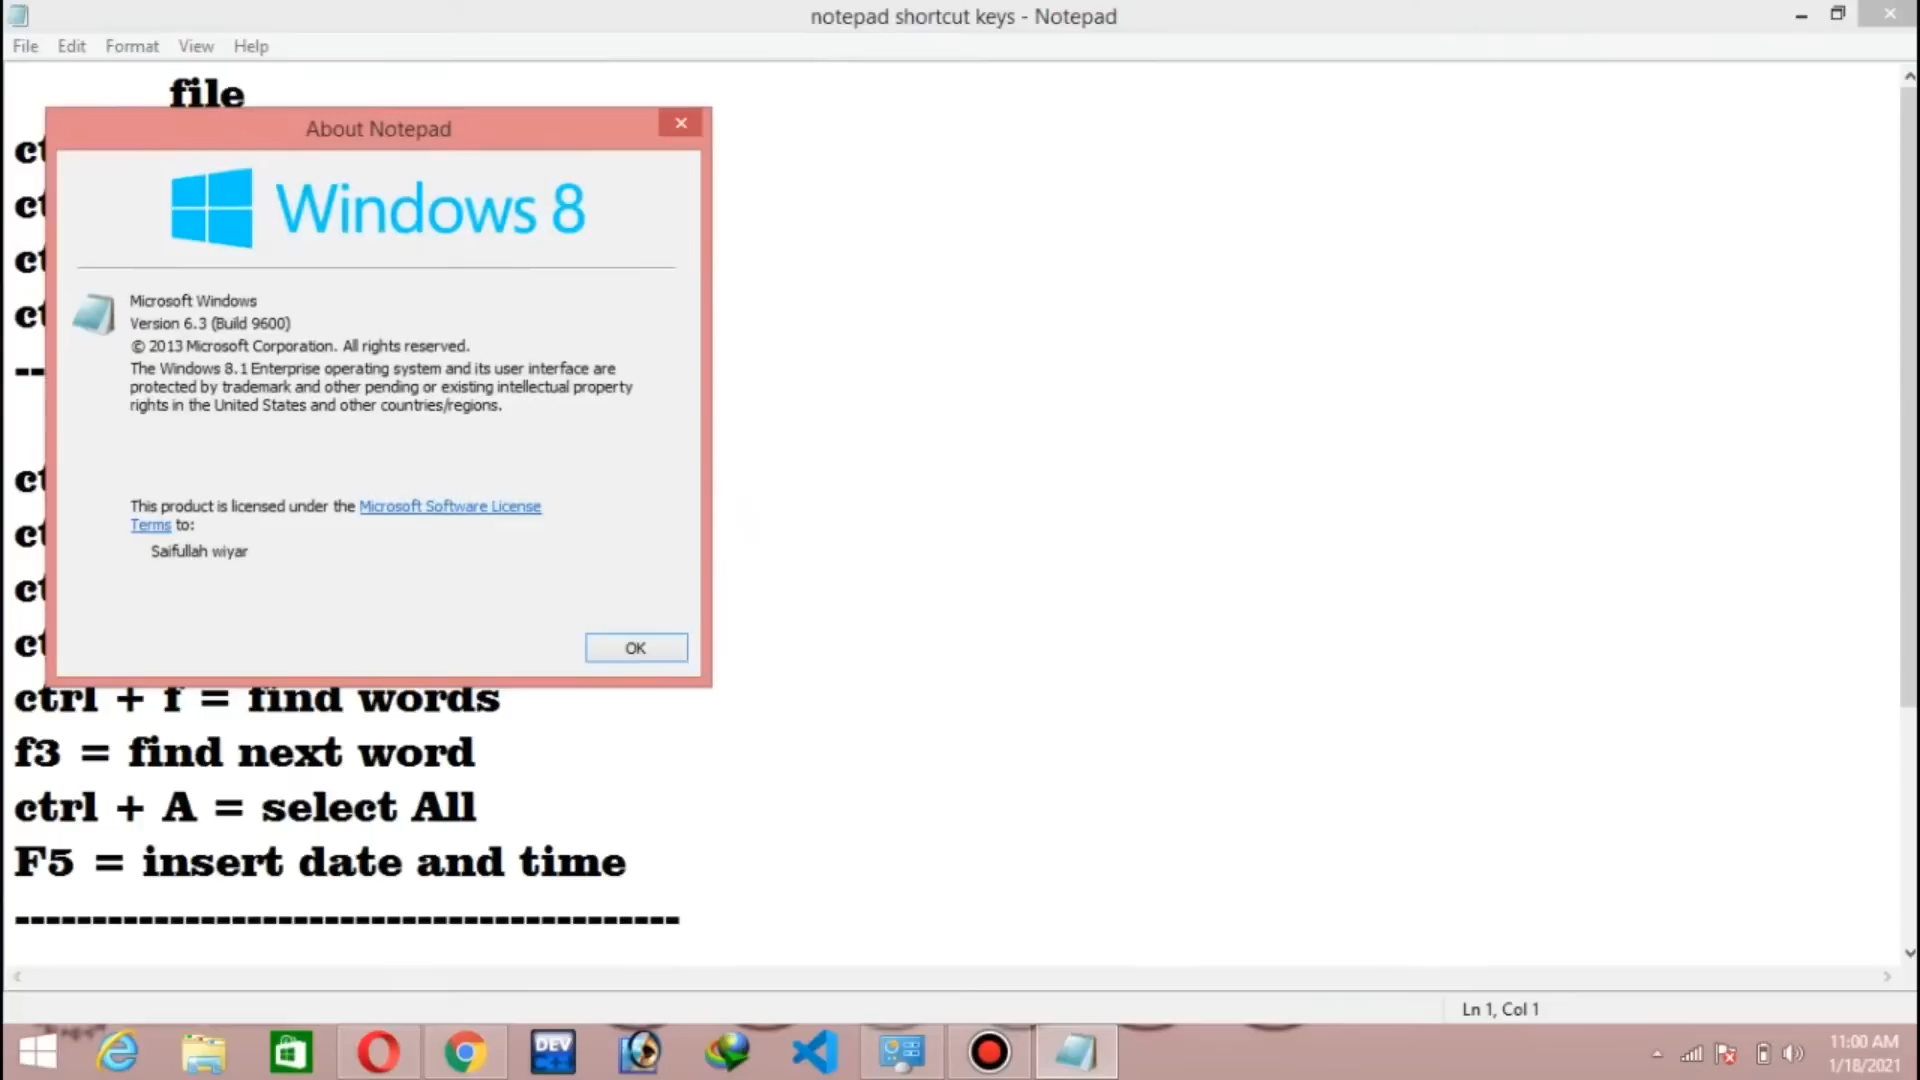 notepad shortcut keys - Notepad
File Edit Format View Help
file
About Notepad
Windows 8
Microsoft Windows
Version 6.3 (Build 9600)
© 2013 Microsoft Corporation. All rights reserved.
The Windows 8.1 Enterprise operating system and its user interface are
protected by trademark and other pending or existing intellectual property
rights in the United States and other countries/regions.
This product is licensed under the Microsoft Software License
Terms to:
Saifullah wiyar
OK
ctrl + f = find words
f3 = find next word
ctrl + A = select All
F5 = insert date and time
-------------------------------------------
Ln 1, Col 1
DEV
C++
11:00 AM
1/18/2021